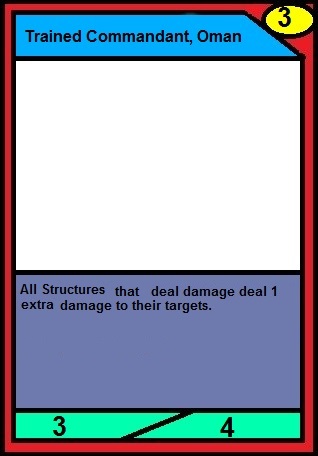 Trained Commandant, Oman
3
All Structures that deal damage deal 1
extra damage to their targets.
3
4